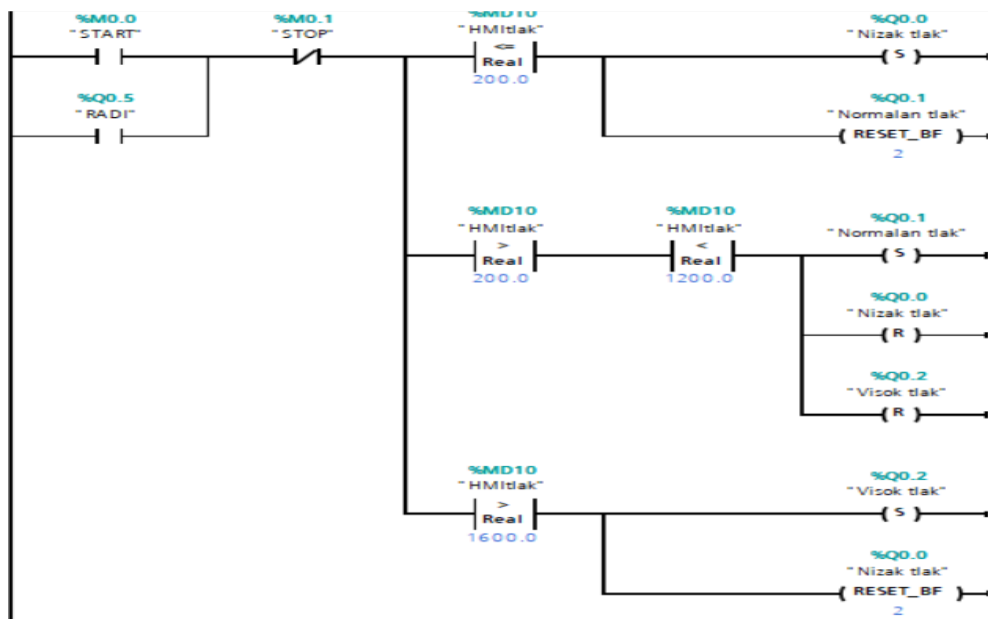 %M0.0
"START"
%M0.1
"STOP"
%MD10
"HMItlak"
<=
Real
200.0
%Q0.0
"Nizak tlak"
S
%Q0.5
"RADI"
%Q0.1
"Normalan tlak"
RESET_BF
2
%MD10
"HMItlak"
>
Real
200.0
%MD10
"HMItlak"
<
Real
1200.0
%Q0.1
"Normalan tlak"
S
%Q0.0
"Nizak tlak"
R
%Q0.2
"Visok tlak"
R
%MD10
"HMItlak"
>
Real
1600.0
%Q0.2
"Visok tlak"
S
%Q0.0
"Nizak tlak"
RESET_BF
2